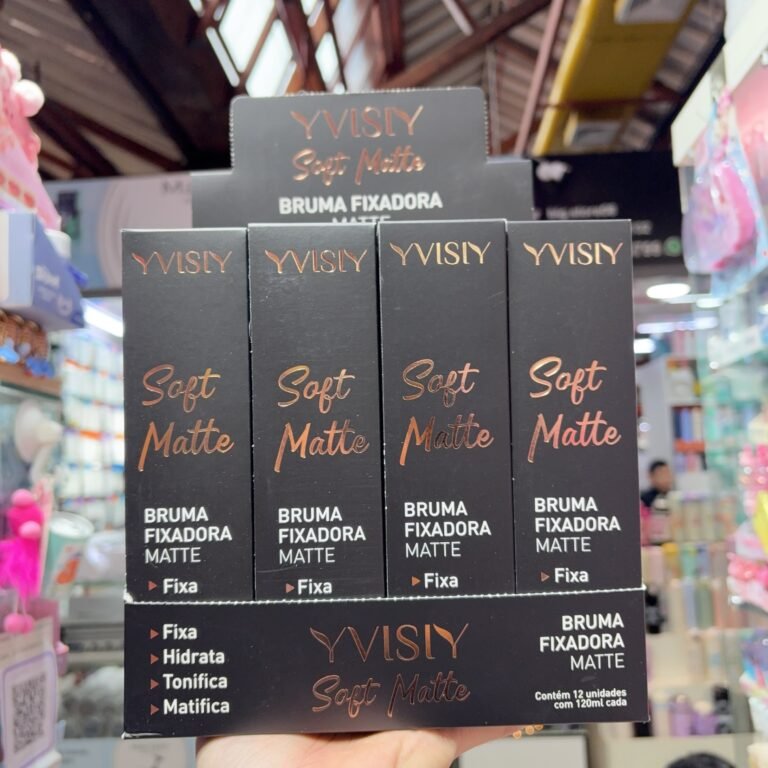 YVISIY
Soft Matte
BRUMA FIXADORA
MATTE
YVISIY
Soft
Matte
BRUMA
FIXADORA
MATTE
Fixa
YVISIY
Soft
Matte
BRUMA
FIXADORA
MATTE
Fixa
YVISIY
Soft
Matte
BRUMA
FIXADORA
MATTE
Fixa
YVISIY
Soft
Matte
BRUMA
FIXADORA
MATTE
Fixa
Fixa
Hidrata
Tonifica
Matifica
YVISIY
Soft Matte
BRUMA
FIXADORA
MATTE
Contém 12 unidades
com 120ml cada